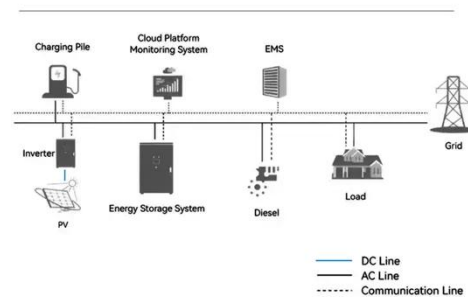 Charging Pile
Cloud Platform
Monitoring System
EMS
Grid
Inverter
PV
Energy Storage System
Diesel
Load
DC Line
AC Line
Communication Line